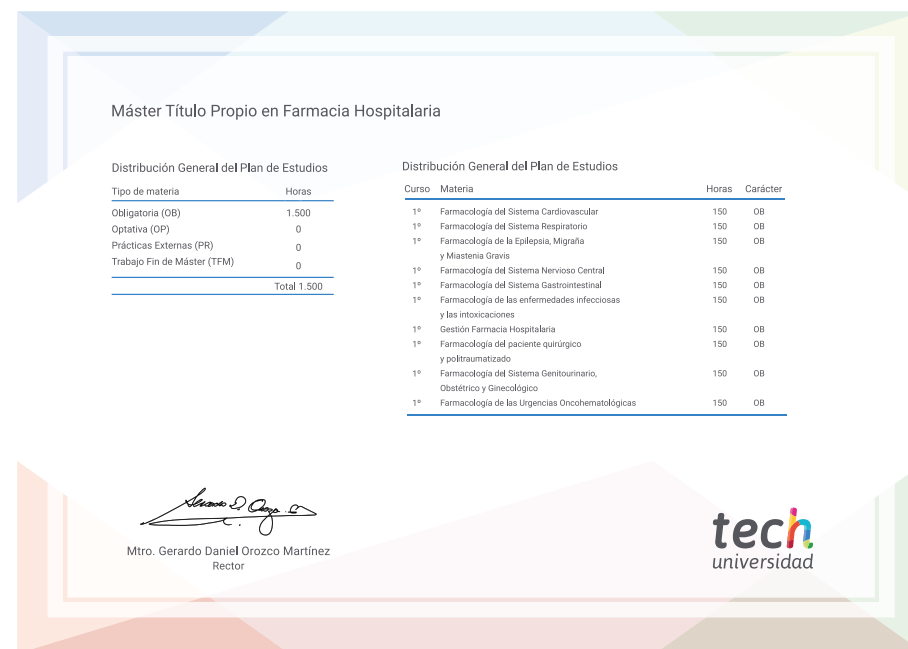 Máster Título Propio en Farmacia Hospitalaria
Distribución General del Plan de Estudios
Tipo de materia Horas
Obligatoria (OB) 1.500
Optativa (OP) 0
Prácticas Externas (PR) 0
Trabajo Fin de Máster (TFM) 0
Total 1.500
Distribución General del Plan de Estudios
Curso Materia Horas Carácter
1º Farmacología del Sistema Cardiovascular 150 OB
1º Farmacología del Sistema Respiratorio 150 OB
1º Farmacología de la Epilepsia, Migraña 150 OB
y Miastenia Gravis
1º Farmacología del Sistema Nervioso Central 150 OB
1º Farmacología del Sistema Gastrointestinal 150 OB
1º Farmacología de las enfermedades infecciosas 150 OB
y las intoxicaciones
1º Gestión Farmacia Hospitalaria 150 OB
1º Farmacología del paciente quirúrgico 150 OB
y politraumatizado
1º Farmacología del Sistema Genitourinario, 150 OB
Obstétrico y Ginecológico
1º Farmacología de las Urgencias Oncohematológicas 150 OB
Mtro. Gerardo Daniel Orozco Martínez
Rector
tech
universidad